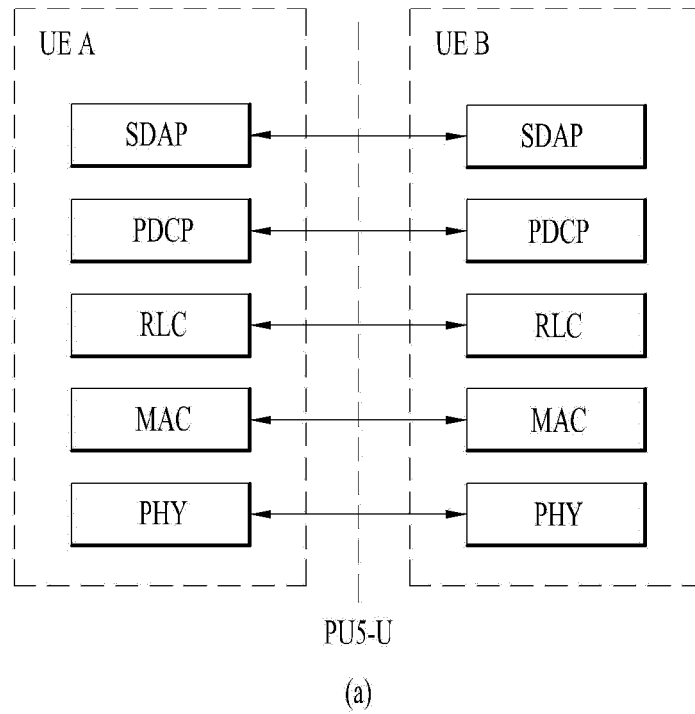 UE A
UE B
SDAP
SDAP
PDCP
PDCP
RLC
RLC
MAC
MAC
PHY
PHY
PU5-U
(a)